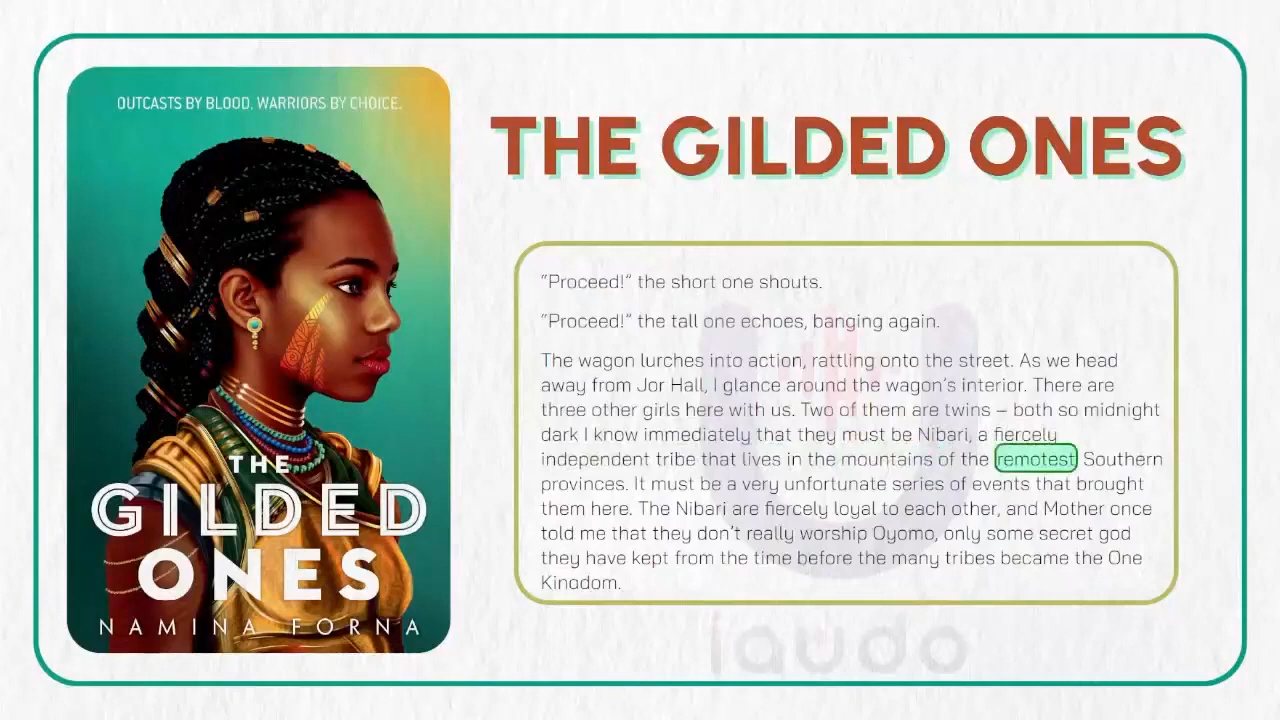 OUTCASTS BY BLOOD. WARRIORS BY CHOICE.
THE
GILDED
ONES
NAMINA FORNA
THE GILDED ONES
“Proceed!” the short one shouts.
“Proceed!” the tall one echoes, banging again.
The wagon lurches into action, rattling onto the street. As we head
away from Jor Hall, I glance around the wagon’s interior. There are
three other girls here with us. Two of them are twins – both so midnight
dark I know immediately that they must be Nibari, a fiercely
independent tribe that lives in the mountains of the remotest Southern
provinces. It must be a very unfortunate series of events that brought
them here. The Nibari are fiercely loyal to each other, and Mother once
told me that they don’t really worship Oyomo, only some secret god
they have kept from the time before the many tribes became the One
Kingdom.
iaudo